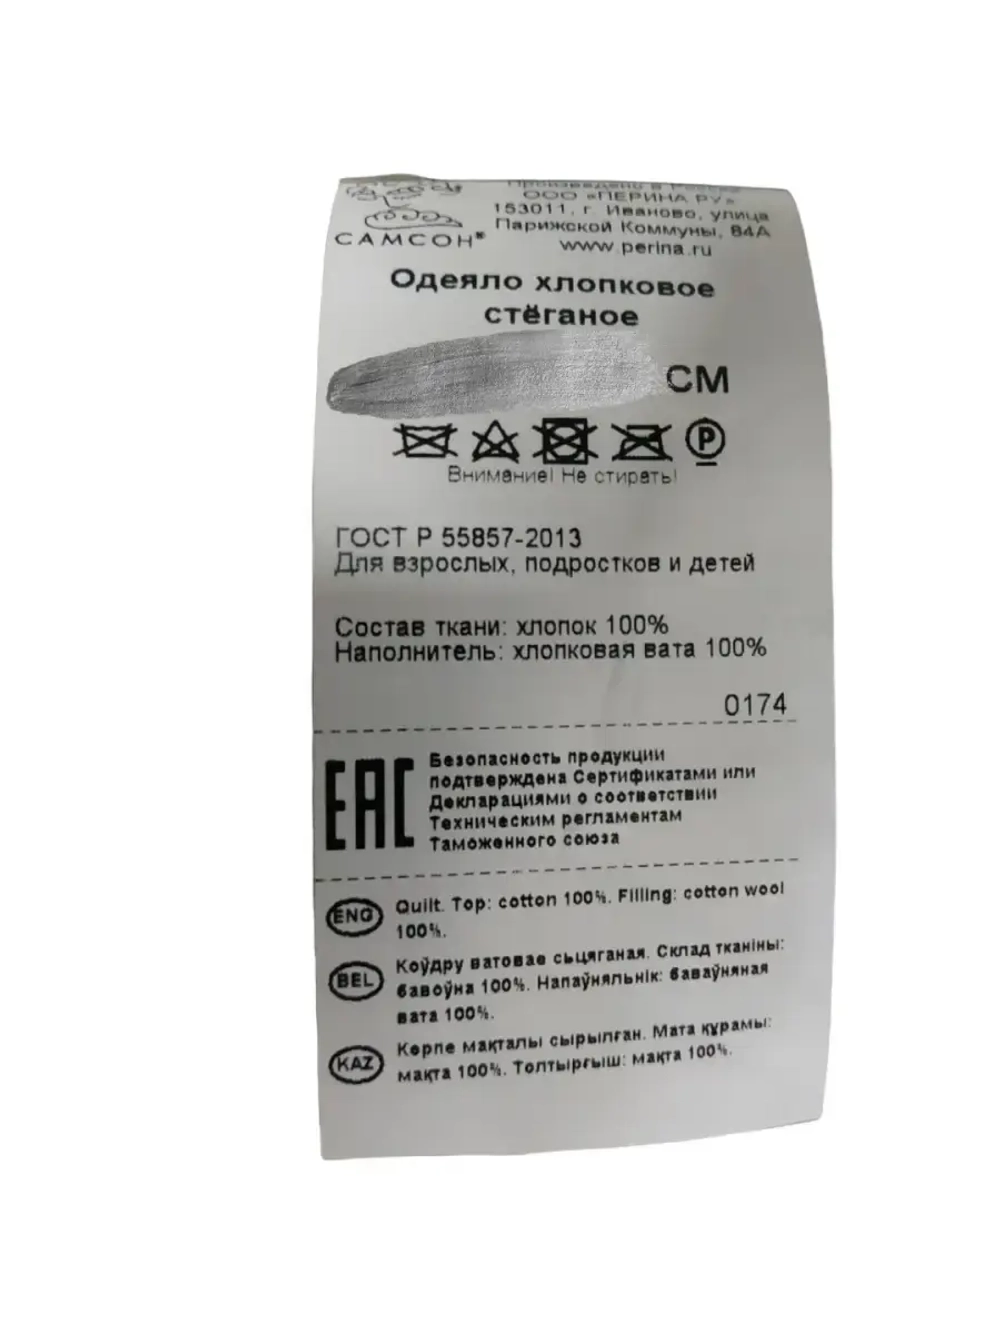 Произведено в России
ООО «ПЕРИНА РУ»
153011, г. Иваново, улица
Парижской Коммуны, 84А
www.perina.ru
САМСОН®
Одеяло хлопковое
стёганое
СМ
P
Внимание! Не стирать!
ГОСТ Р 55857-2013
Для взрослых, подростков и детей
Состав ткани: хлопок 100%
Наполнитель: хлопковая вата 100%
0174
EAC
Безопасность продукции
подтверждена Сертификатами или
Декларациями о соответствии
Техническим регламентам
Таможенного союза
ENG
Quilt. Top: cotton 100%. Filling: cotton wool
100%.
BEL
Коўдру ватовае сьцяганая. Склад тканіны:
бавоўна 100%. Напаўняльнік: баваўняная
вата 100%.
KAZ
Көрпе мақталы сырылған. Мата құрамы:
мақта 100%. Толтырғыш: мақта 100%.